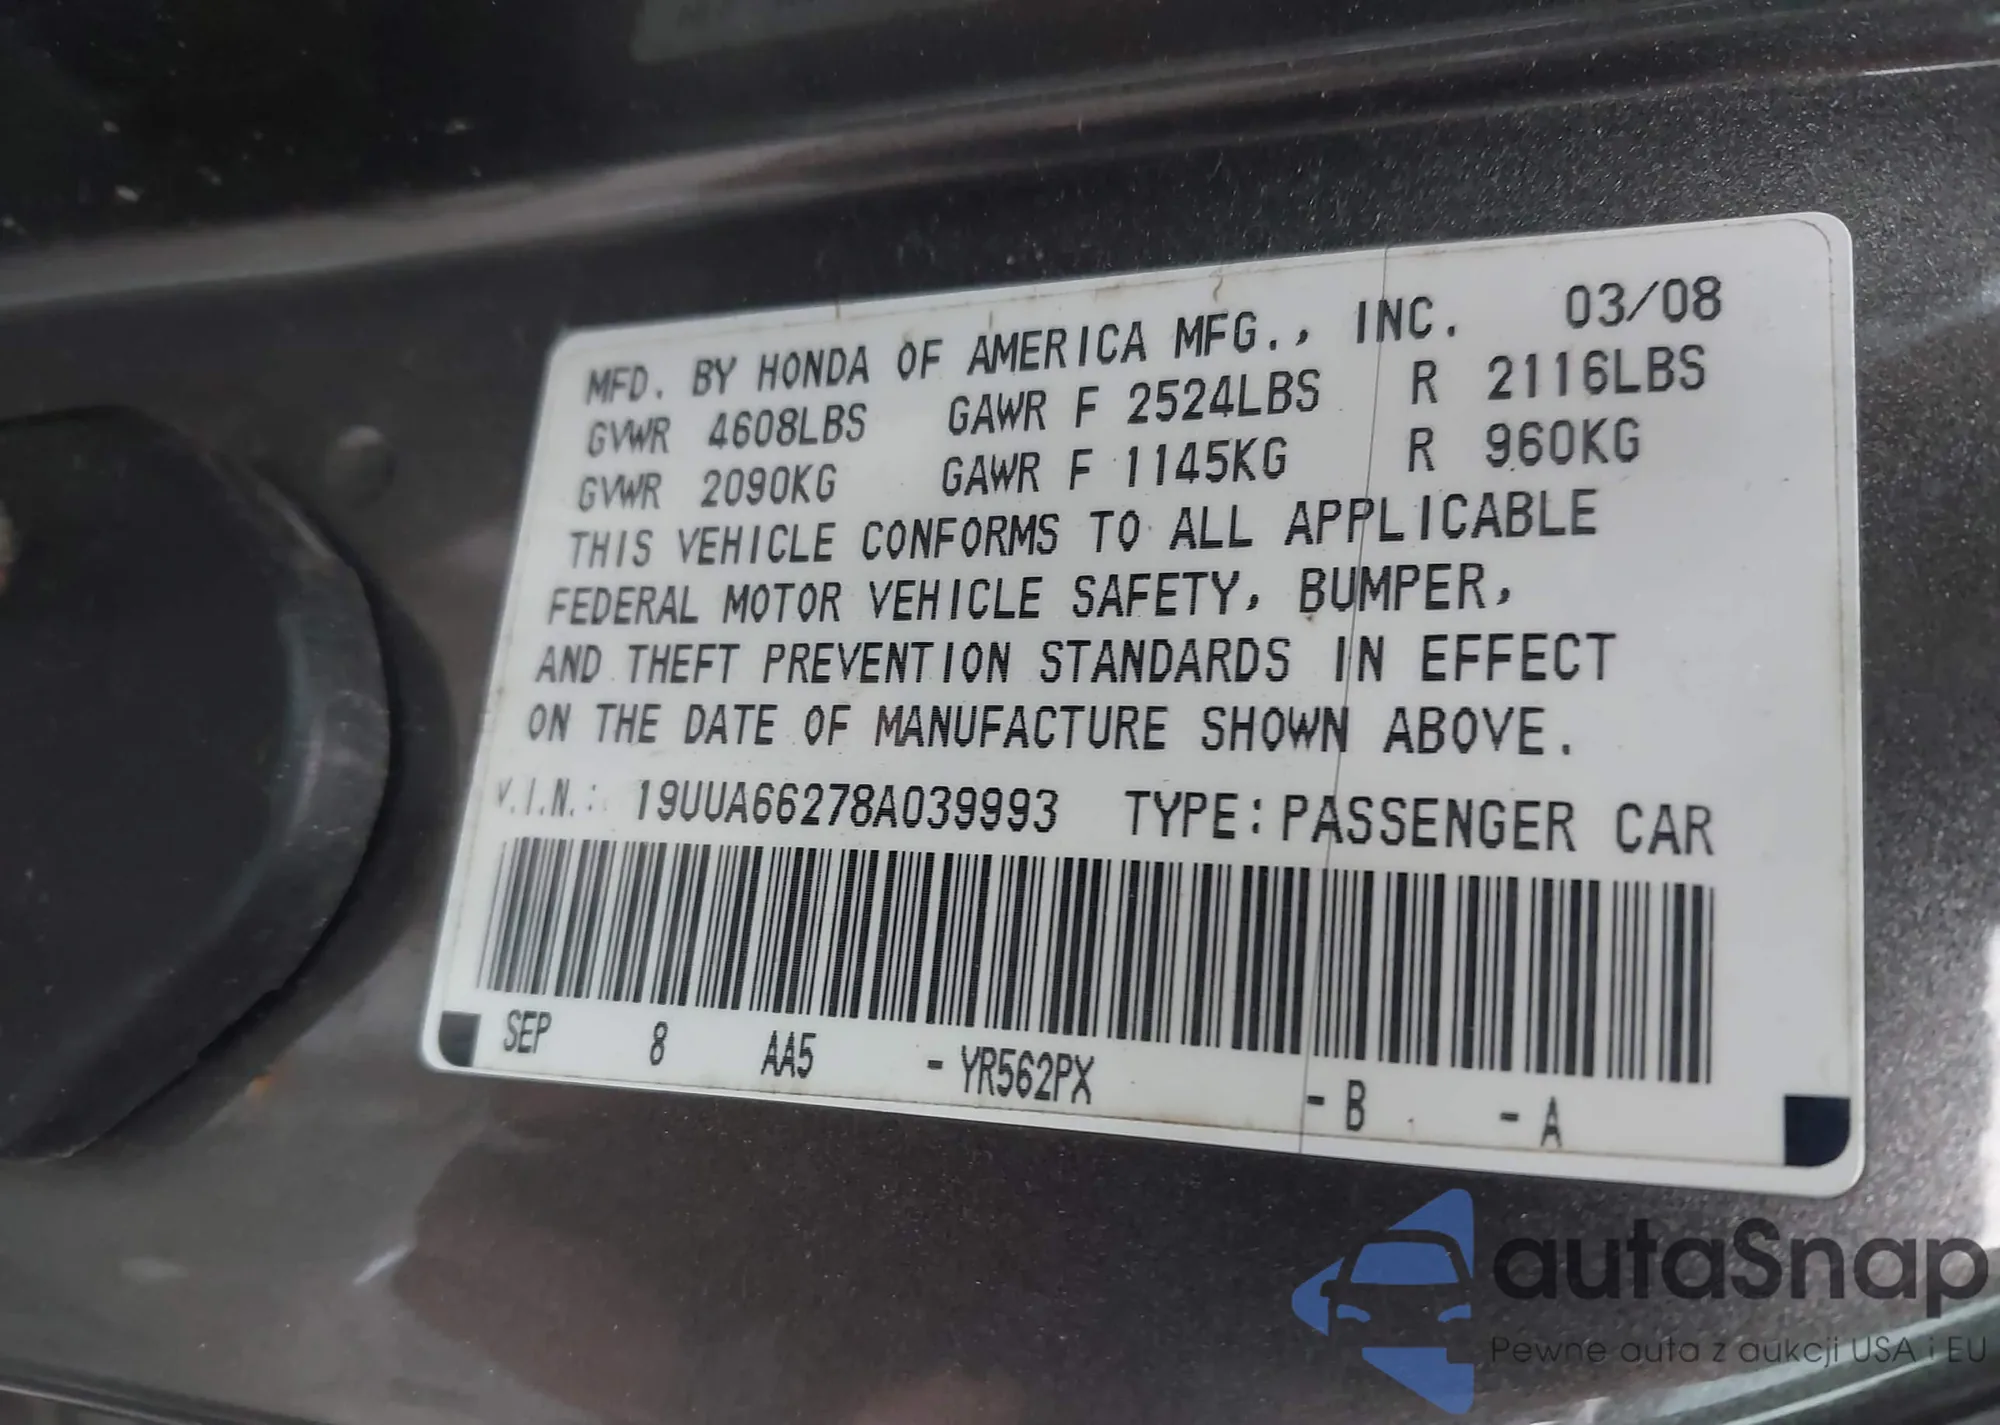 MFD. BY HONDA OF AMERICA MFG., INC. 03/08
GVWR 4608LBS GAWR F 2524LBS R 2116LBS
GVWR 2090KG GAWR F 1145KG R 960KG
THIS VEHICLE CONFORMS TO ALL APPLICABLE
FEDERAL MOTOR VEHICLE SAFETY, BUMPER,
AND THEFT PREVENTION STANDARDS IN EFFECT
ON THE DATE OF MANUFACTURE SHOWN ABOVE.
V.I.N.: 19UUA66278A039993 TYPE: PASSENGER CAR
SEP 8 AA5 - YR562PX - B - A
autaSnap
Pewne auta z aukcji USA i EU